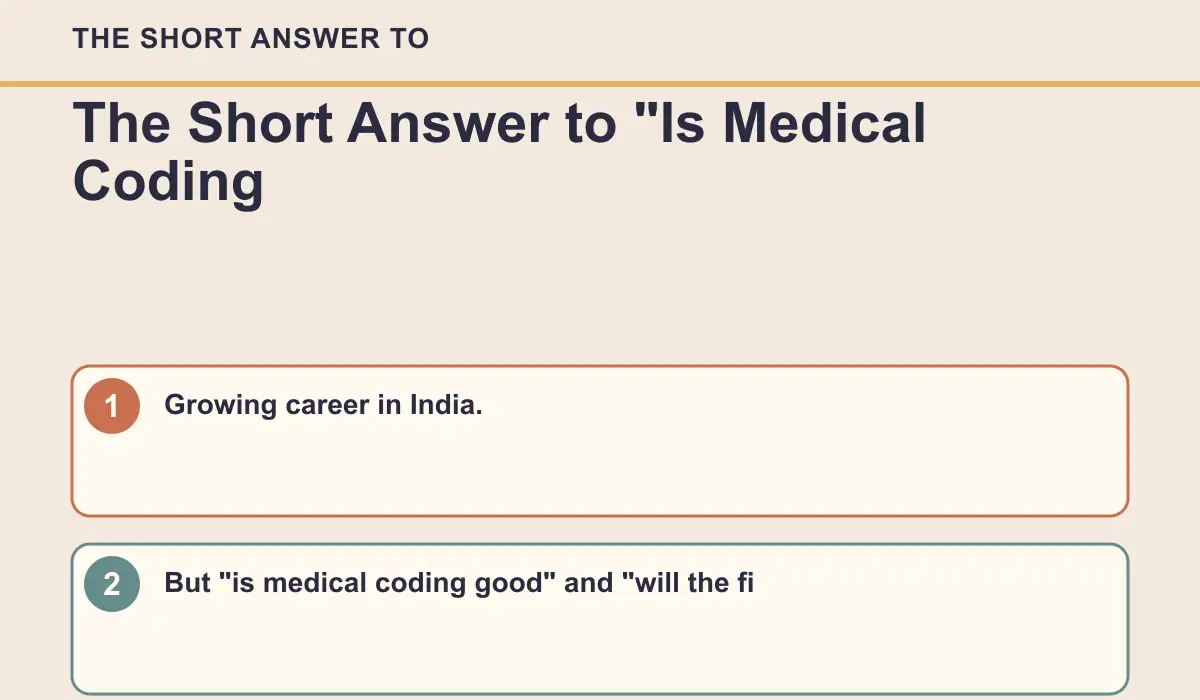 THE SHORT ANSWER TO
The Short Answer to "Is Medical
Coding
1
Growing career in India.
2
But "is medical coding good" and "will the fi